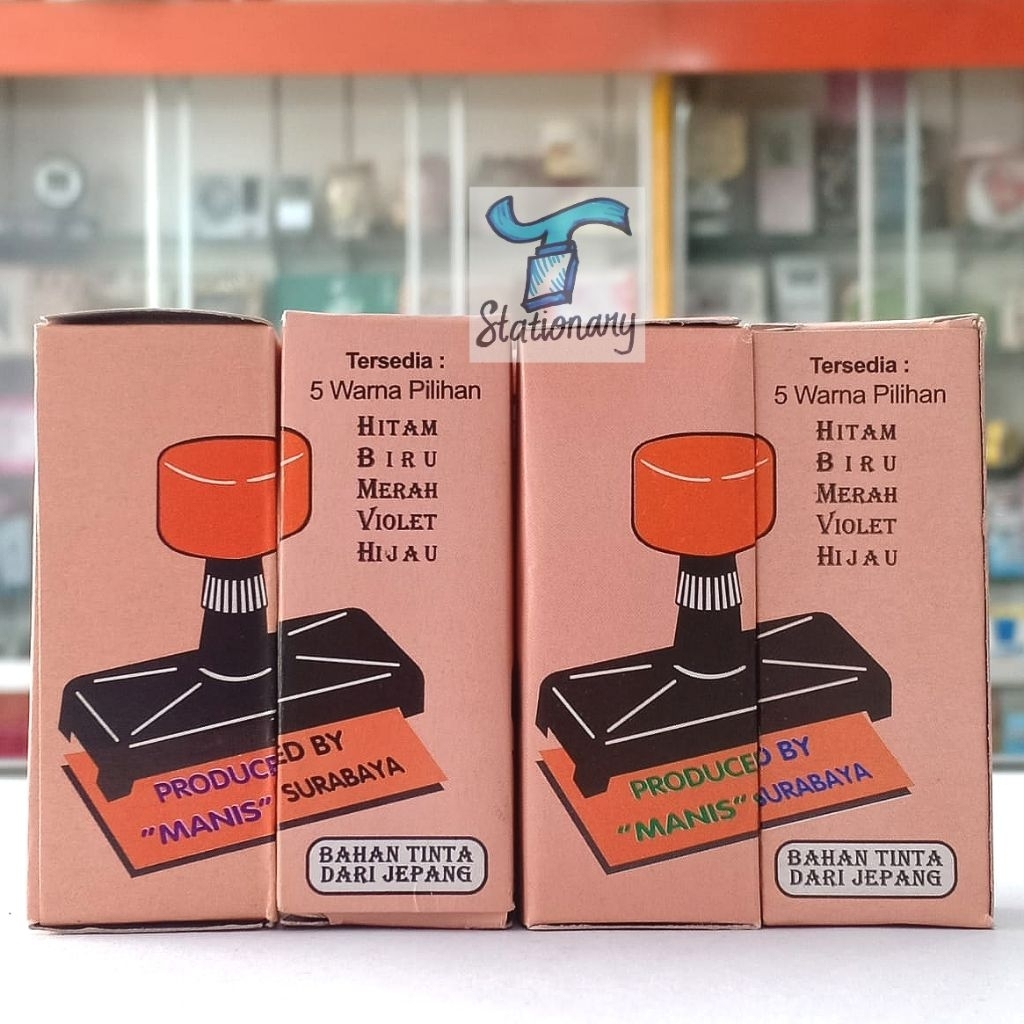 Stationary
Tersedia :
5 Warna Pilihan
HITAM
BIRU
MERAH
VIOLET
HIJAU
PRODUCED BY
"MANIS" SURABAYA
BAHAN TINTA
DARI JEPANG
Tersedia :
5 Warna Pilihan
HITAM
BIRU
MERAH
VIOLET
HIJAU
PRODUCED BY
"MANIS" SURABAYA
BAHAN TINTA
DARI JEPANG